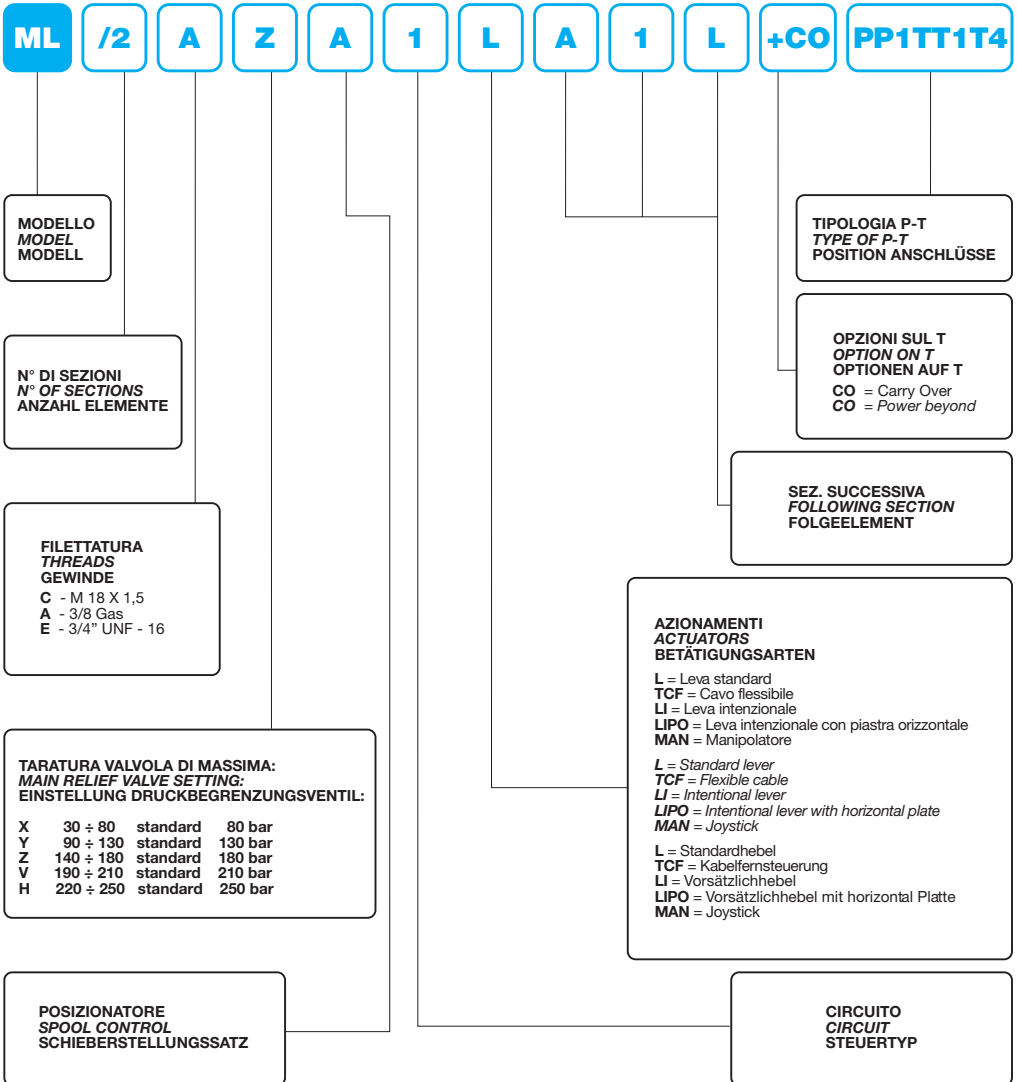 ML /2 A Z A 1 L A 1 L +CO PP1TT1T4
MODELLO
MODEL
MODELL
TIPOLOGIA P-T
TYPE OF P-T
POSITION ANSCHLÜSSE
N° DI SEZIONI
N° OF SECTIONS
ANZAHL ELEMENTE
OPZIONI SUL T
OPTION ON T
OPTIONEN AUF T
CO = Carry Over
CO = Power beyond
SEZ. SUCCESSIVA
FOLLOWING SECTION
FOLGEELEMENT
FILETTATURA
THREADS
GEWINDE
C - M 18 X 1,5
A - 3/8 Gas
E - 3/4” UNF - 16
AZIONAMENTI
ACTUATORS
BETÄTIGUNGSARTEN
L = Leva standard
TCF = Cavo flessibile
LI = Leva intenzionale
LIPO = Leva intenzionale con piastra orizzontale
MAN = Manipolatore
L = Standard lever
TCF = Flexible cable
LI = Intentional lever
LIPO = Intentional lever with horizontal plate
MAN = Joystick
L = Standardhebel
TCF = Kabelfernsteuerung
LI = Vorsätzlichhebel
LIPO = Vorsätzlichhebel mit horizontal Platte
MAN = Joystick
TARATURA VALVOLA DI MASSIMA:
MAIN RELIEF VALVE SETTING:
EINSTELLUNG DRUCKBEGRENZUNGSVENTIL:
X 30 ÷ 80 standard 80 bar
Y 90 ÷ 130 standard 130 bar
Z 140 ÷ 180 standard 180 bar
V 190 ÷ 210 standard 210 bar
H 220 ÷ 250 standard 250 bar
POSIZIONATORE
SPOOL CONTROL
SCHIEBERSTELLUNGSSATZ
CIRCUITO
CIRCUIT
STEUERTYP